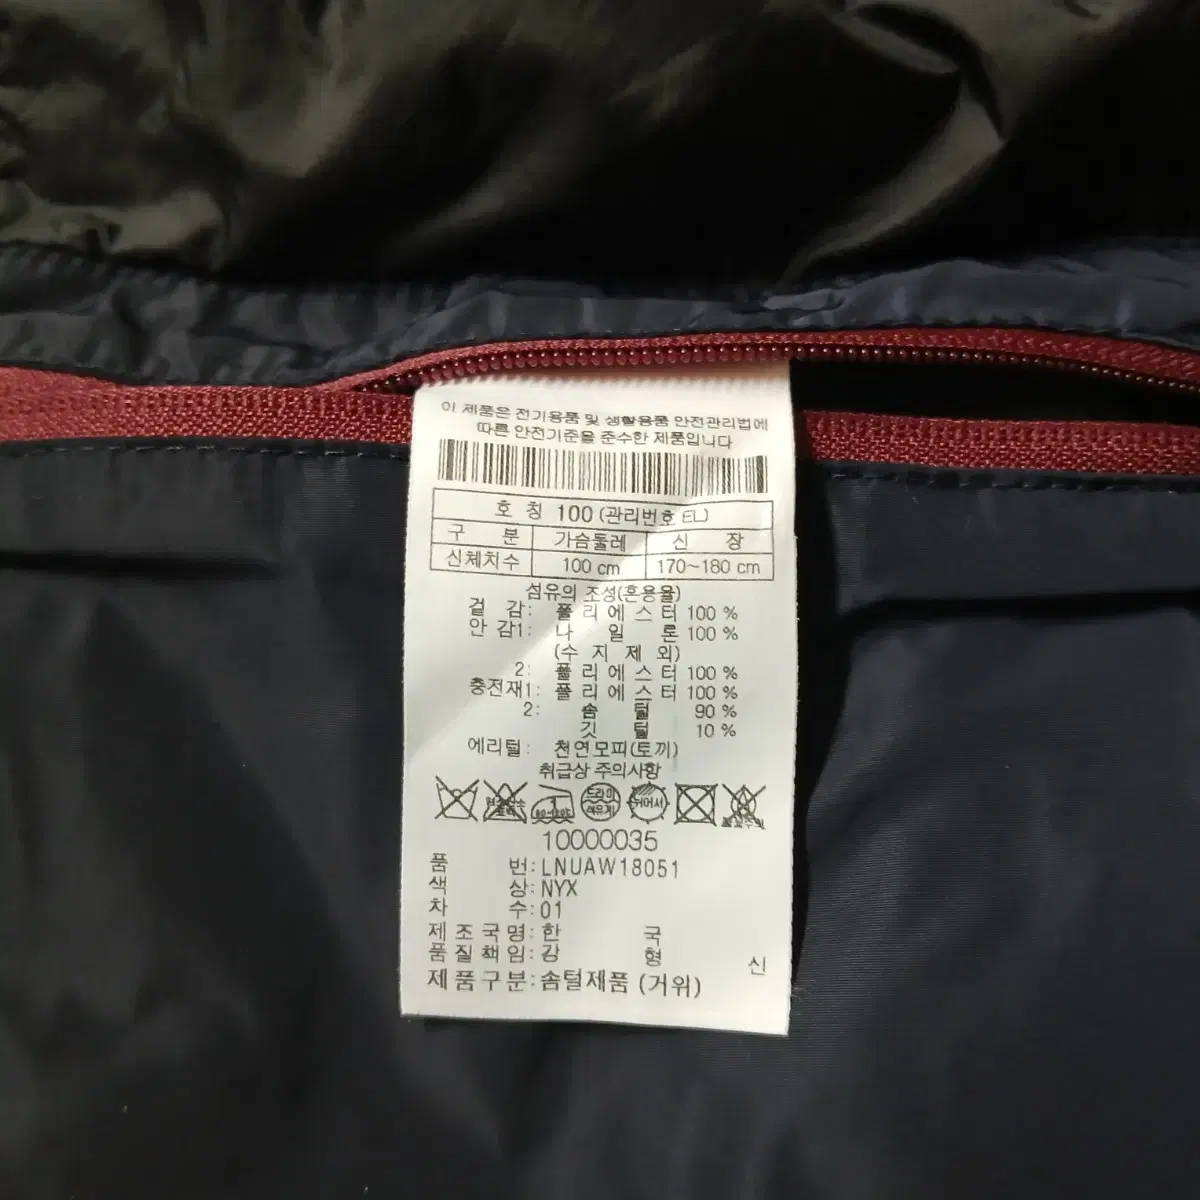 이 제품은 전기용품 및 생활용품 안전관리법에
따른 안전기준을 준수한 제품입니다
호 칭 100 (관리번호 EL)
구 분 가슴둘레 신 장
신체치수 100 cm 170~180 cm
섬유의 조성(혼용율)
겉 감: 폴 리 에 스 터 100 %
안 감1: 나 일 론 100 %
(수 지 제 외)
2: 폴 리 에 스 터 100 %
충전재1: 폴 리 에 스 터 100 %
2: 솜 털 90 %
깃 털 10 %
에리털: 천연모피(토끼)
취급상 주의사항
드라이
석유계
10000035
품 번: LNUAW18051
색 상: NYX
차 수: 01
제 조 국 명: 한 국
품 질 책 임: 강 형 신
제 품 구 분: 솜털제품 (거위)